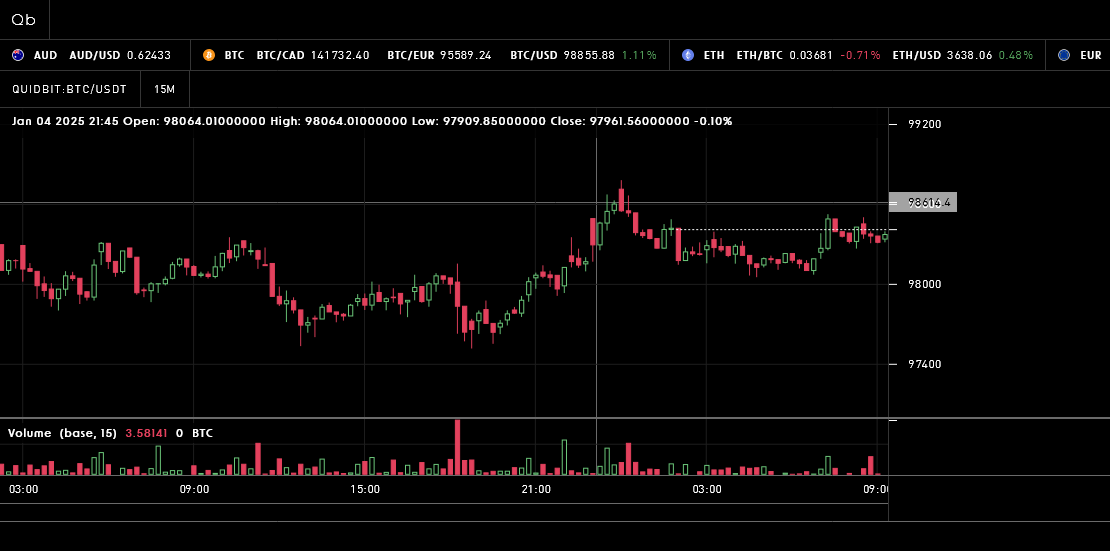 Qb
AUD AUD/USD 0.62433 BTC BTC/CAD 141732.40 BTC/EUR 95589.24 BTC/USD 98855.88 1.11% ETH ETH/BTC 0.03681 -0.71% ETH/USD 3638.06 0.48% EUR
QUIDBIT:BTC/USDT 15M
Jan 04 2025 21:45 Open: 98064.01000000 High: 98064.01000000 Low: 97909.85000000 Close: 97961.56000000 -0.10%
99200
98614.4
98000
97400
Volume (base, 15) 3.58141 0 BTC
03:00 09:00 15:00 21:00 03:00 09:0